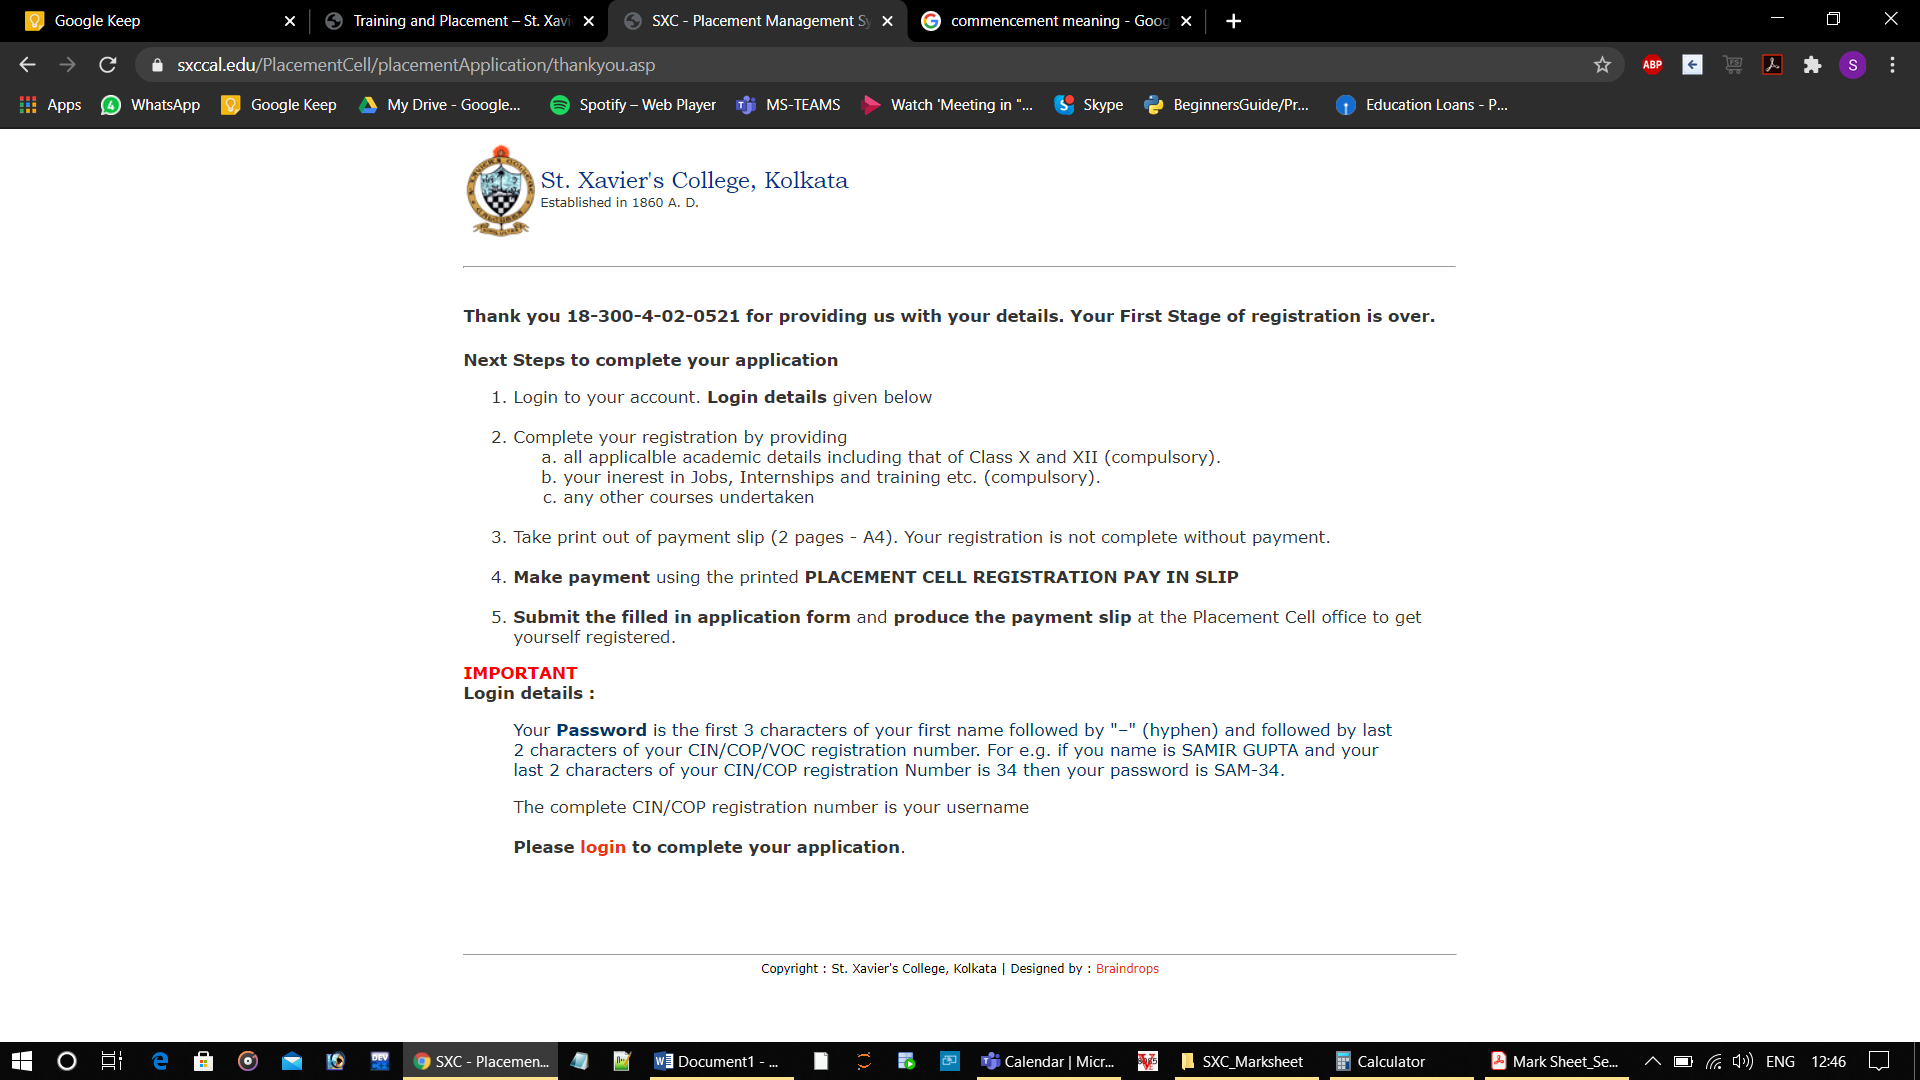 Google Keep
Training and Placement – St. Xavi
SXC - Placement Management Sy
commencement meaning - Goog
sxccal.edu/PlacementCell/placementApplication/thankyou.asp
ABP
S
Apps
4 WhatsApp
Google Keep
My Drive - Google...
Spotify – Web Player
MS-TEAMS
Watch 'Meeting in "...
Skype
BeginnersGuide/Pr...
Education Loans - P...
St. Xavier's College, Kolkata
Established in 1860 A. D.
Thank you 18-300-4-02-0521 for providing us with your details. Your First Stage of registration is over.
Next Steps to complete your application
1. Login to your account. Login details given below
2. Complete your registration by providing
a. all applicalble academic details including that of Class X and XII (compulsory).
b. your inerest in Jobs, Internships and training etc. (compulsory).
c. any other courses undertaken
3. Take print out of payment slip (2 pages - A4). Your registration is not complete without payment.
4. Make payment using the printed PLACEMENT CELL REGISTRATION PAY IN SLIP
5. Submit the filled in application form and produce the payment slip at the Placement Cell office to get
yourself registered.
IMPORTANT
Login details :
Your Password is the first 3 characters of your first name followed by "–" (hyphen) and followed by last
2 characters of your CIN/COP/VOC registration number. For e.g. if you name is SAMIR GUPTA and your
last 2 characters of your CIN/COP registration Number is 34 then your password is SAM-34.
The complete CIN/COP registration number is your username
Please login to complete your application.
Copyright : St. Xavier's College, Kolkata | Designed by : Braindrops
DEV
SXC - Placemen...
Document1 - ...
Calendar | Micr...
SXC_Marksheet
Calculator
Mark Sheet_Se...
ENG
12:46